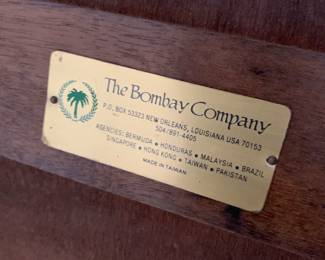 The Bombay Company
P.O. BOX 53323 NEW ORLEANS, LOUISIANA USA 70153
504/891-4405
AGENCIES: BERMUDA • HONDURAS • MALAYSIA • BRAZIL
SINGAPORE • HONG KONG • TAIWAN • PAKISTAN
MADE IN TAIWAN